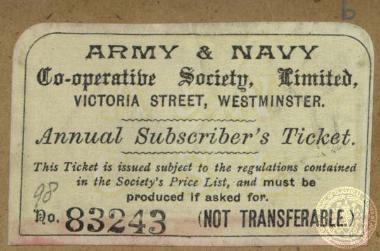 b
ARMY & NAVY
Co-operative Society, Limited,
VICTORIA STREET, WESTMINSTER.
Annual Subscriber's Ticket.
This Ticket is issued subject to the regulations contained
in the Society's Price List, and must be
produced if asked for.
98
No. 83243 (NOT TRANSFERABLE.)